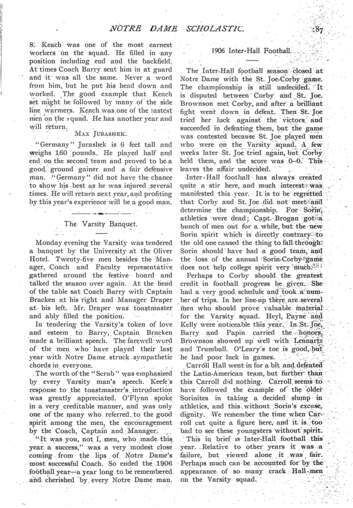 NOTRE DAME SCHOLASTIC.
87
S. Keach was one of the most earnest
workers on the squad. He filled in any
position including end and the backfield.
At times Coach Barry sent him in at guard
and it was all the same. Never a word
from him, but he put his head down and
worked. The good example that Keach
set might be followed by many of the side
line warmers. Keach was one of the fastest
men on the squad. He has another year and
will return.
MAX JURASHEK.
"Germany" Jurashek is 6 feet tall and
weighs 160 pounds. He played half and
end on the second team and proved to be a
good ground gainer and a fair defensive
man. "Germany" did not have the chance
to show his best as he was injured several
times. He will return next year, and profiting
by this year's experience will be a good man.
The Varsity Banquet.
Monday evening the Varsity was tendered
a banquet by the University at the Oliver
Hotel. Twenty-five men besides the Man-
ager, Coach and Faculty representative
gathered around the festive board and
talked the season over again. At the head
of the table sat Coach Barry with Captain
Bracken at his right and Manager Draper
at his left. Mr. Draper was toastmaster
and ably filled the position.
In tendering the Varsity's token of love
and esteem to Barry, Captain Bracken
made a brilliant speech. The farewell word
of the men who have played their last
year with Notre Dame struck sympathetic
chords in everyone.
The worth of the "Scrub" was emphasised
by every Varsity man's speech. Keefe's
response to the toastmaster's introduction
was greatly appreciated. O'Flynn spoke
in a very creditable manner, and was only
one of the many who referred to the good
spirit among the men, the encouragement
by the Coach, Captain and Manager.
"It was you not I, men, who made this
year a success," was a very modest close
coming from the lips of Notre Dame's
most successful Coach. So ended the 1906
football year—a year long to be remembered
and cherished by every Notre Dame man.
1906 Inter-Hall Football.
The Inter-Hall football season closed at
Notre Dame with the St. Joe-Corby game.
The championship is still undecided. It
is disputed between Corby and St. Joe.
Brownson met Corby, and after a brilliant
fight went down in defeat. Then St. Joe
tried her luck against the victors and
succeeded in defeating them, but the game
was contested because St. Joe played men
who were on the Varsity squad. A few
weeks later St. Joe tried again, but Corby
held them, and the score was 0-0. This
leaves the affair undecided.
Inter-Hall football has always created
quite a stir here, and much interest was
manifested this year. It is to be regretted
that Corby and St. Joe did not meet and
determine the championship. For Sorin,
athletics were dead; Capt. Brogan got a
bunch of men out for a while, but the new
Sorin spirit which is directly contrary to
the old one caused the thing to fall through.
Sorin should have had a good team, and
the loss of the annual Sorin-Corby game
does not help college spirit very much.
Perhaps to Corby should the greatest
credit in football progress be given. She
had a very good schedule and took a num-
ber of trips. In her line-up there are several
men who should prove valuable material
for the Varsity squad. Heyl, Payne and
Kelly were noticeable this year. In St. Joe,
Barry and Papin carried the honors,
Brownson showed up well with Lennartz
and Trumbull. O'Leary's toe is good, but
he had poor luck in games.
Carroll Hall went in for a bit and defeated
the Latin-American team, but further than
this Carroll did nothing. Carroll seems to
have followed the example of the older
Sorinites in taking a decided slump in
athletics, and this without Sorin's excuse,
dignity. We remember the time when Car-
roll cut quite a figure here, and it is too
bad to see these youngsters without spirit.
This in brief is Inter-Hall football this
year. Relative to other years it was a
failure, but viewed alone it was fair.
Perhaps much can be accounted for by the
appearance of so many crack Hall-men
on the Varsity squad.